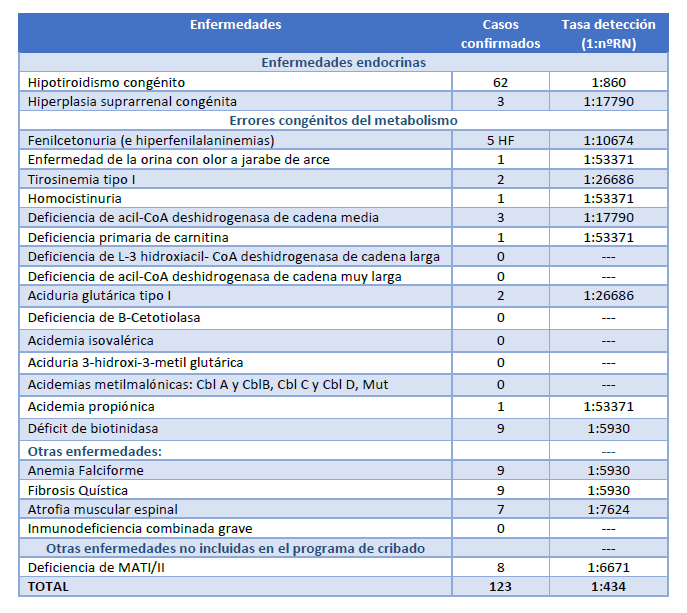 Enfermedades Casos confirmados Tasa detección (1:nºRN)
Enfermedades endocrinas
Hipotiroidismo congénito 62 1:860
Hiperplasia suprarrenal congénita 3 1:17790
Errores congénitos del metabolismo
Fenilcetonuria (e hiperfenilalaninemias) 5 HF 1:10674
Enfermedad de la orina con olor a jarabe de arce 1 1:53371
Tirosinemia tipo I 2 1:26686
Homocistinuria 1 1:53371
Deficiencia de acil-CoA deshidrogenasa de cadena media 3 1:17790
Deficiencia primaria de carnitina 1 1:53371
Deficiencia de L-3 hidroxiacil- CoA deshidrogenasa de cadena larga 0 ---
Deficiencia de acil-CoA deshidrogenasa de cadena muy larga 0 ---
Aciduria glutárica tipo I 2 1:26686
Deficiencia de B-Cetotiolasa 0 ---
Acidemia isovalérica 0 ---
Aciduria 3-hidroxi-3-metil glutárica 0 ---
Acidemias metilmalónicas: Cbl A y CblB, Cbl C y Cbl D, Mut 0 ---
Acidemia propiónica 1 1:53371
Déficit de biotinidasa 9 1:5930
Otras enfermedades: ---
Anemia Falciforme 9 1:5930
Fibrosis Quística 9 1:5930
Atrofia muscular espinal 7 1:7624
Inmunodeficiencia combinada grave 0 ---
Otras enfermedades no incluidas en el programa de cribado ---
Deficiencia de MATI/II 8 1:6671
TOTAL 123 1:434